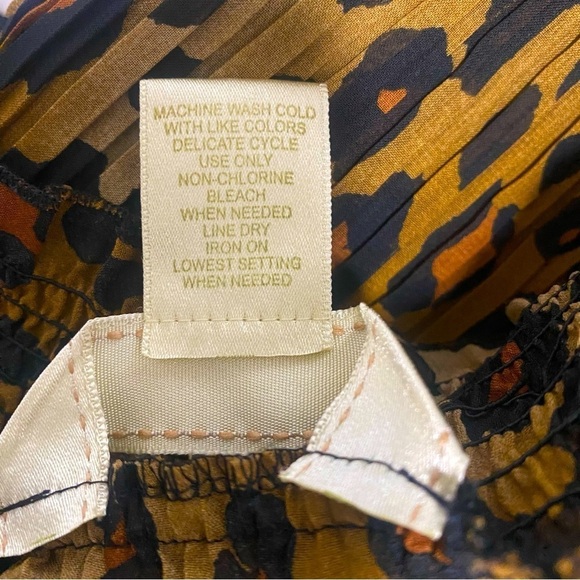 MACHINE WASH COLD
WITH LIKE COLORS
DELICATE CYCLE
USE ONLY
NON-CHLORINE
BLEACH
WHEN NEEDED
LINE DRY
IRON ON
LOWEST SETTING
WHEN NEEDED